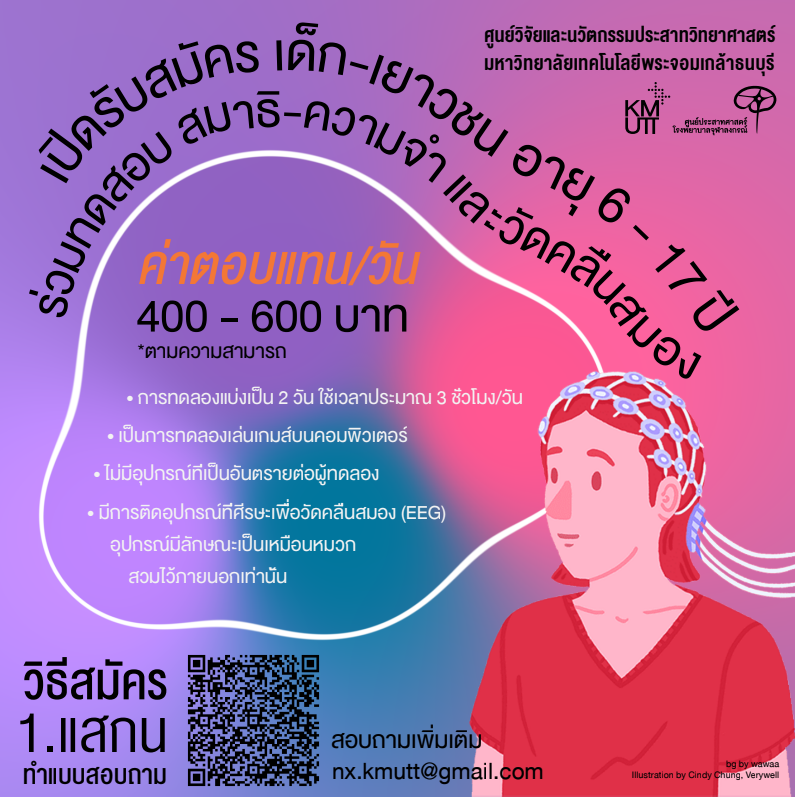 ศูนย์วิจัยและนวัตกรรมประสาทวิทยาศาสตร์
มหาวิทยาลัยเทคโนโลยีพระจอมเกล้าธนบุรี
KM
UTT
ศูนย์ประสาทศาสตร์
โรงพยาบาลจุฬาลงกรณ์
เปิดรับสมัคร เด็ก-เยาวชน อายุ 6 - 17 ปี
ร่วมทดสอบ สมาธิ-ความจำ และวัดคลื่นสมอง
ค่าตอบแทน/วัน
400 - 600 บาท
*ตามความสามารถ
• การทดลองแบ่งเป็น 2 วัน ใช้เวลาประมาณ 3 ชั่วโมง/วัน
• เป็นการทดลองเล่นเกมส์บนคอมพิวเตอร์
• ไม่มีอุปกรณ์ที่เป็นอันตรายต่อผู้ทดลอง
• มีการติดอุปกรณ์ที่ศีรษะเพื่อวัดคลื่นสมอง (EEG)
อุปกรณ์มีลักษณะเป็นเหมือนหมวก
สวมไว้ภายนอกเท่านั้น
วิธีสมัคร
1.แสกน
ทำแบบสอบถาม
สอบถามเพิ่มเติม
nx.kmutt@gmail.com
bg by wawaa
Illustration by Cindy Chung, Verywell